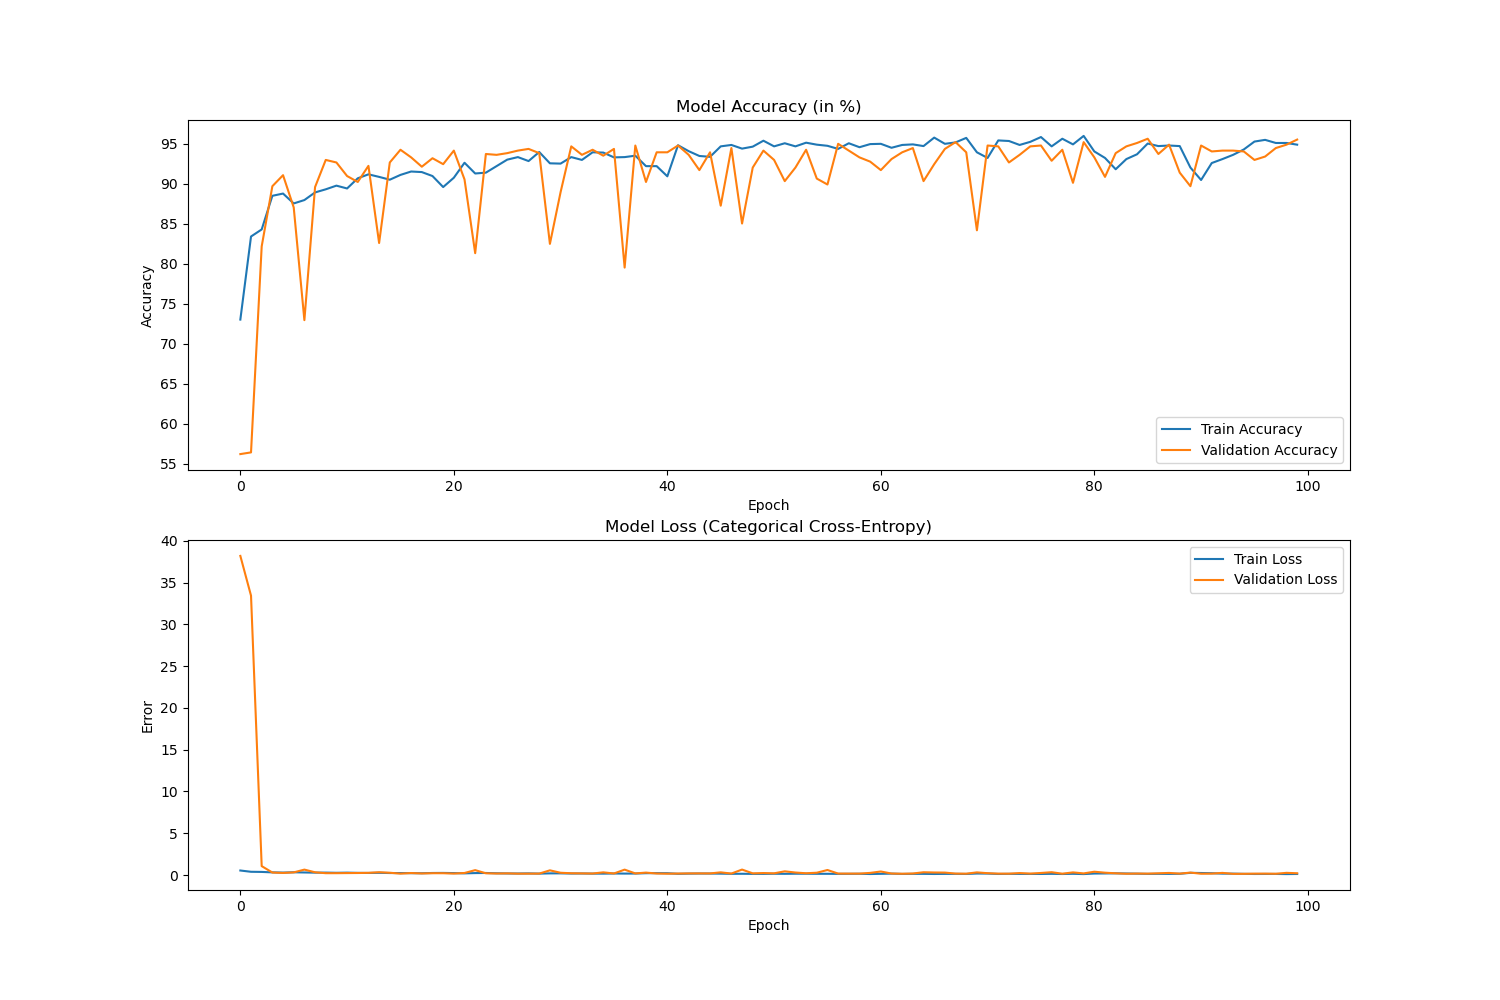 Model Accuracy (in %)
95
90
85
80
75
70
65
60
55
Accuracy
Train Accuracy
Validation Accuracy
0 20 40 60 80 100
Epoch
Model Loss (Categorical Cross-Entropy)
40
35
30
25
20
15
10
5
0
Error
Train Loss
Validation Loss
0 20 40 60 80 100
Epoch